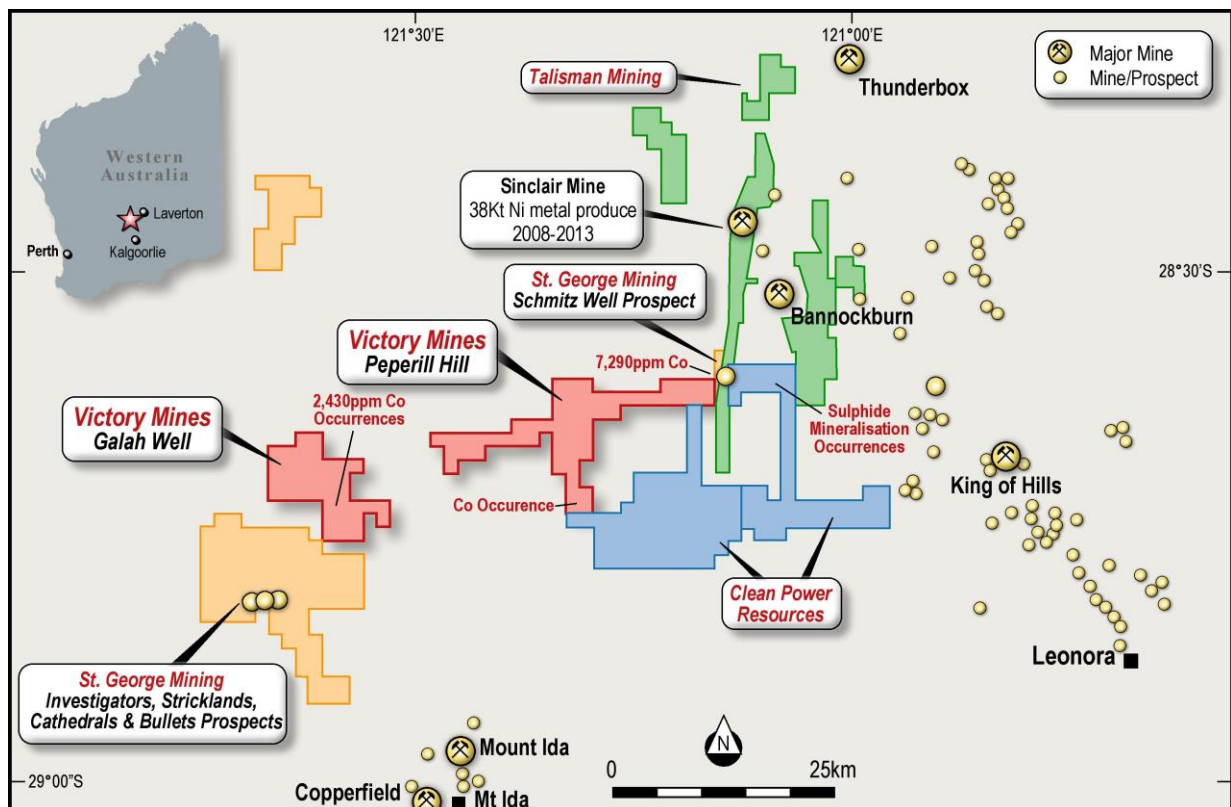 121°30'E
121°00'E
Major Mine
Mine/Prospect
Talisman Mining
Thunderbox
Western
Australia
Laverton
Perth
Kalgoorlie
Sinclair Mine
38Kt Ni metal produce
2008-2013
28°30"S
St. George Mining
Schmitz Well Prospect
Bannockburn
Victory Mines
Peperill Hill
7,290ppm Co
Victory Mines
Galah Well
2,430ppm Co
Occurrences
Sulphide
Mineralisation
Occurrences
King of Hills
Co Occurence
Clean Power
Resources
Leonora
St. George Mining
Investigators, Stricklands,
Cathedrals & Bullets Prospects
N
Mount Ida
0
25km
29°00"S
Copperfield
Mt Ida